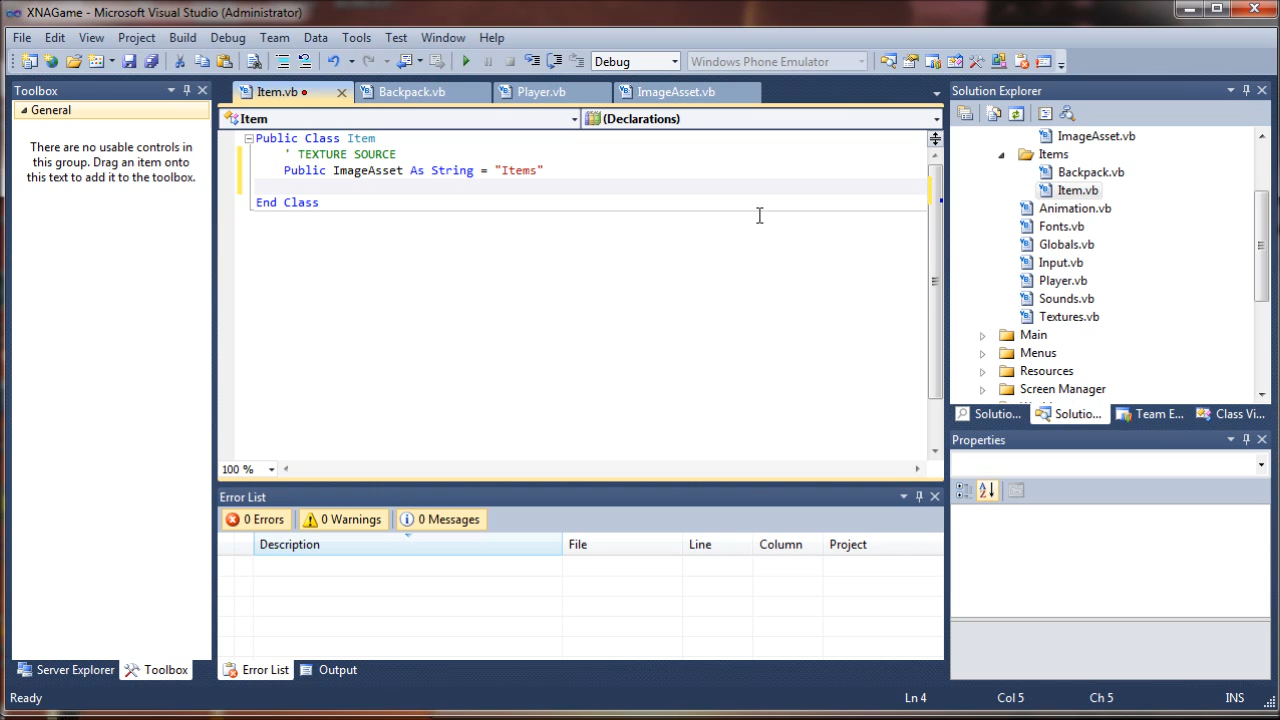 XNAGame - Microsoft Visual Studio (Administrator)
File Edit View Project Build Debug Team Data Tools Test Window Help
Debug Windows Phone Emulator
Toolbox
General
There are no usable controls in
this group. Drag an item onto
this text to add it to the toolbox.
Server Explorer Toolbox
Item.vb Backpack.vb Player.vb ImageAsset.vb
Item (Declarations)
Public Class Item
' TEXTURE SOURCE
Public ImageAsset As String = "Items"
End Class
100 %
Error List
0 Errors 0 Warnings 0 Messages
Description File Line Column Project
Error List Output
Solution Explorer
ImageAsset.vb
Items
Backpack.vb
Item.vb
Animation.vb
Fonts.vb
Globals.vb
Input.vb
Player.vb
Sounds.vb
Textures.vb
Main
Menus
Resources
Screen Manager
Solutio... Solutio... Team E... Class Vi...
Properties
Ready Ln 4 Col 5 Ch 5 INS